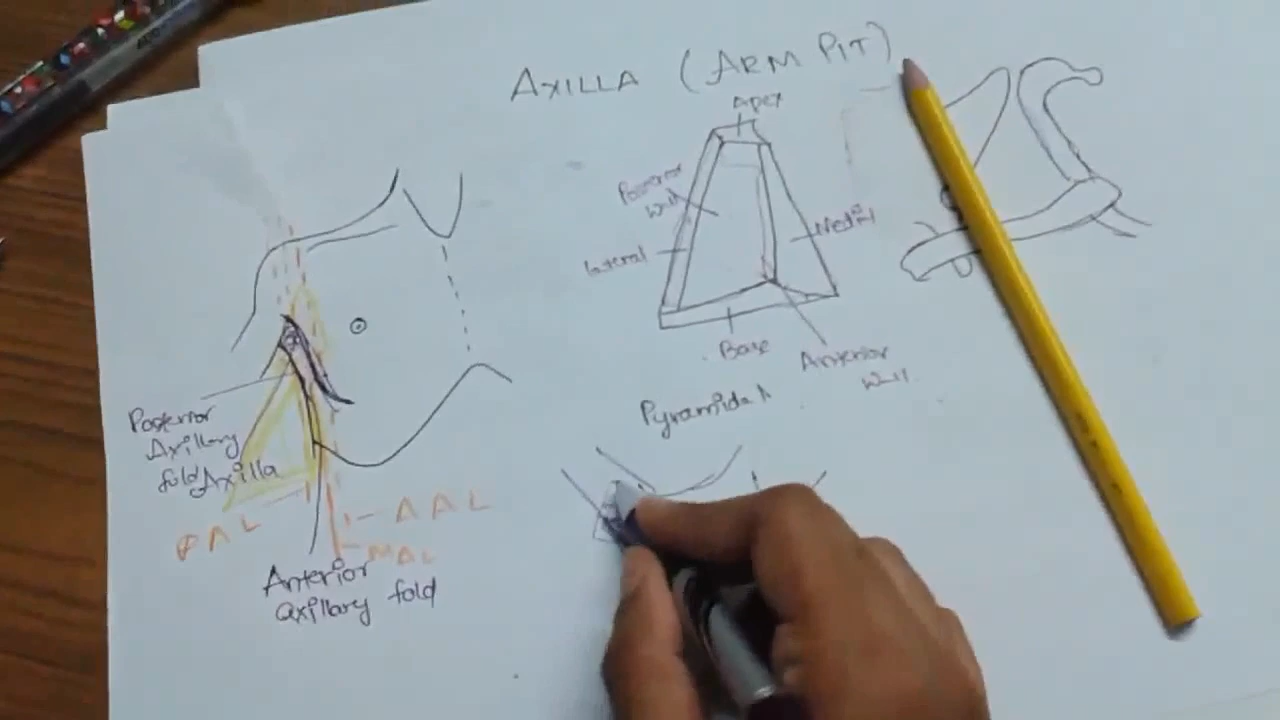 AXILLA (ARM PIT)
Apex
Posterior
Wall
lateral
Medial
Base
Anterior
Wall
Pyramidal
Posterior
Axillary
fold
Axilla
PAL
AAL
MAL
Anterior
axillary fold